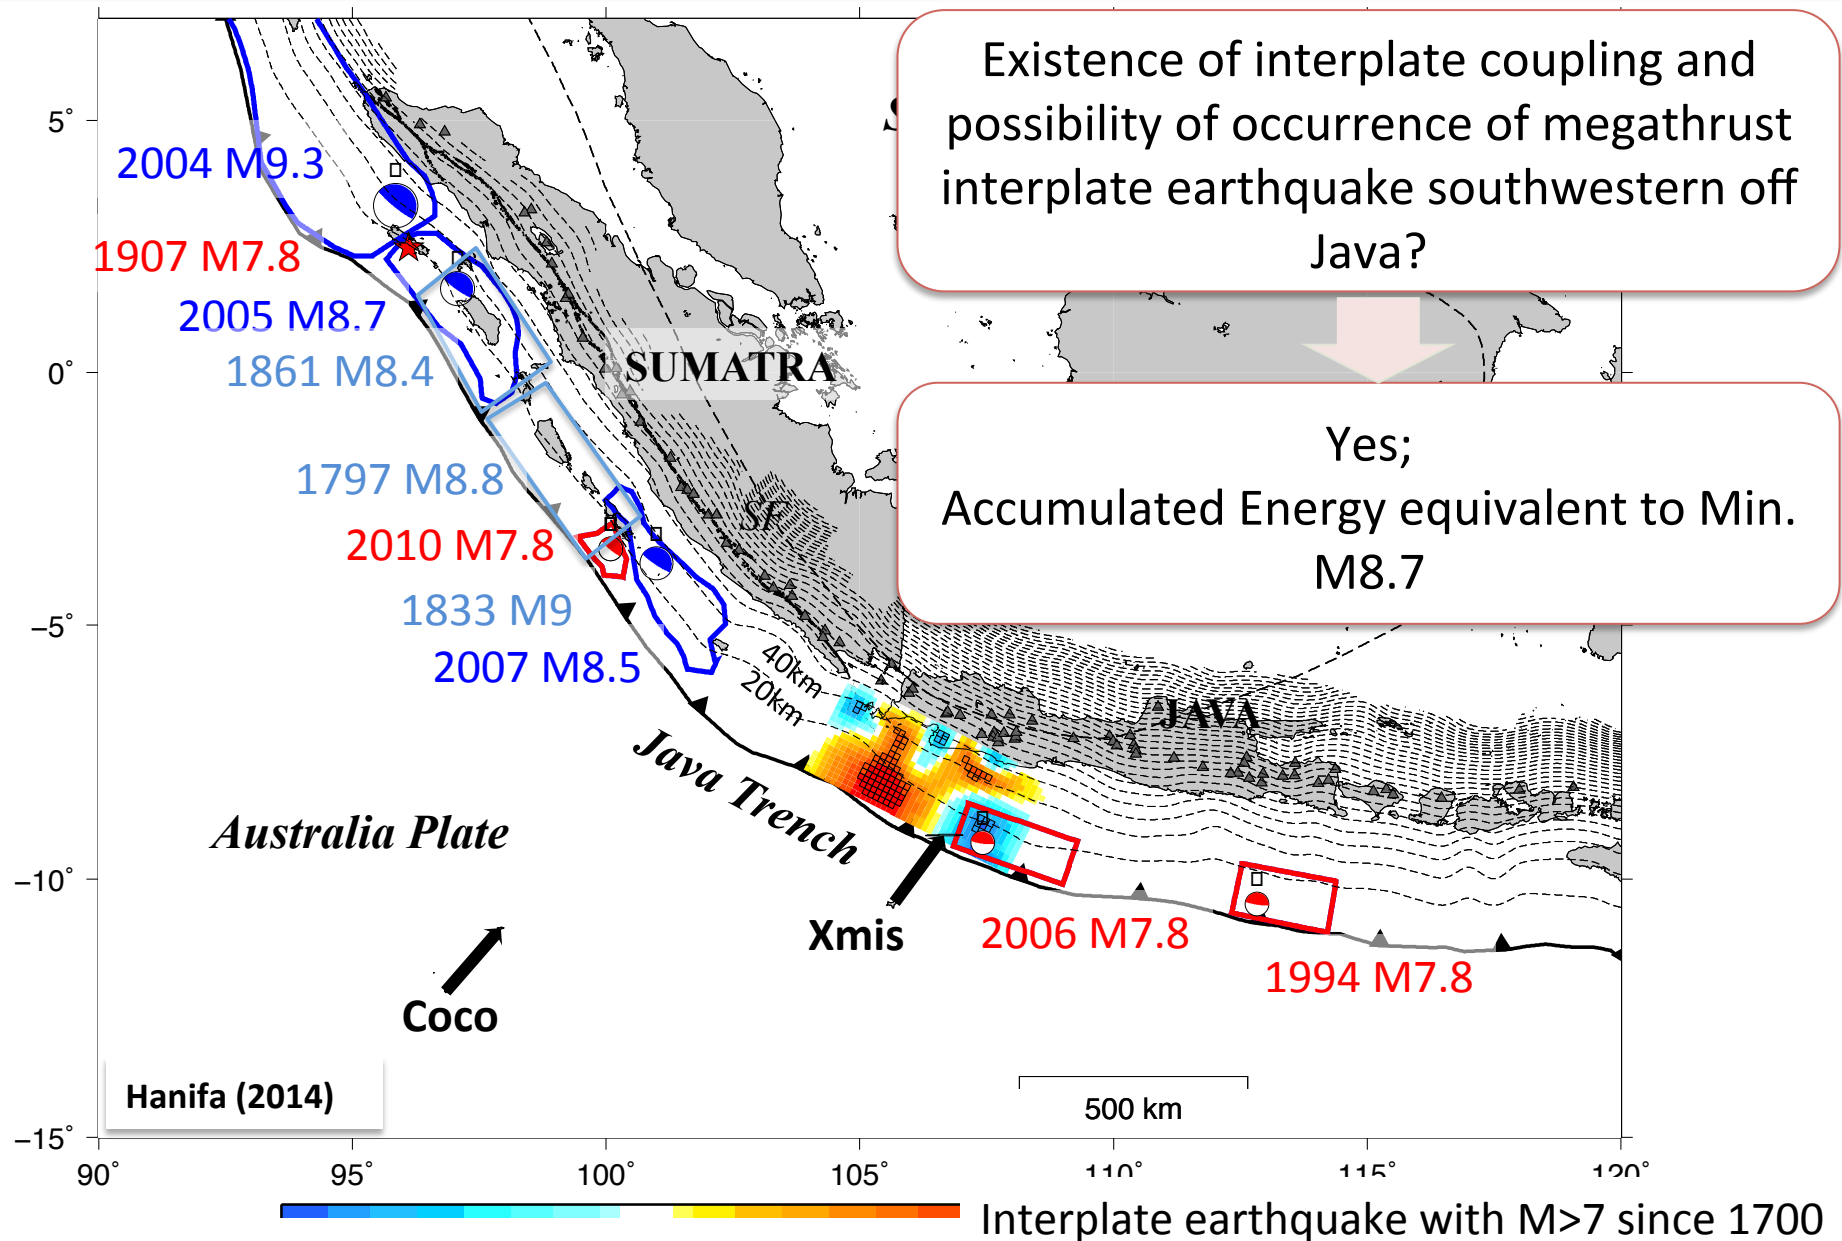 Existence of interplate coupling and
possibility of occurrence of megathrust
interplate earthquake southwestern off
Java?
Yes;
Accumulated Energy equivalent to Min.
M8.7
5°
0°
−5°
−10°
−15°
90°
95°
100°
105°
110°
115°
120°
2004 M9.3
1907 M7.8
2005 M8.7
1861 M8.4
1797 M8.8
2010 M7.8
1833 M9
2007 M8.5
SUMATRA
SF
40km
20km
JAVA
Java Trench
Australia Plate
Xmis
Coco
2006 M7.8
1994 M7.8
Hanifa (2014)
500 km
Interplate earthquake with M>7 since 1700